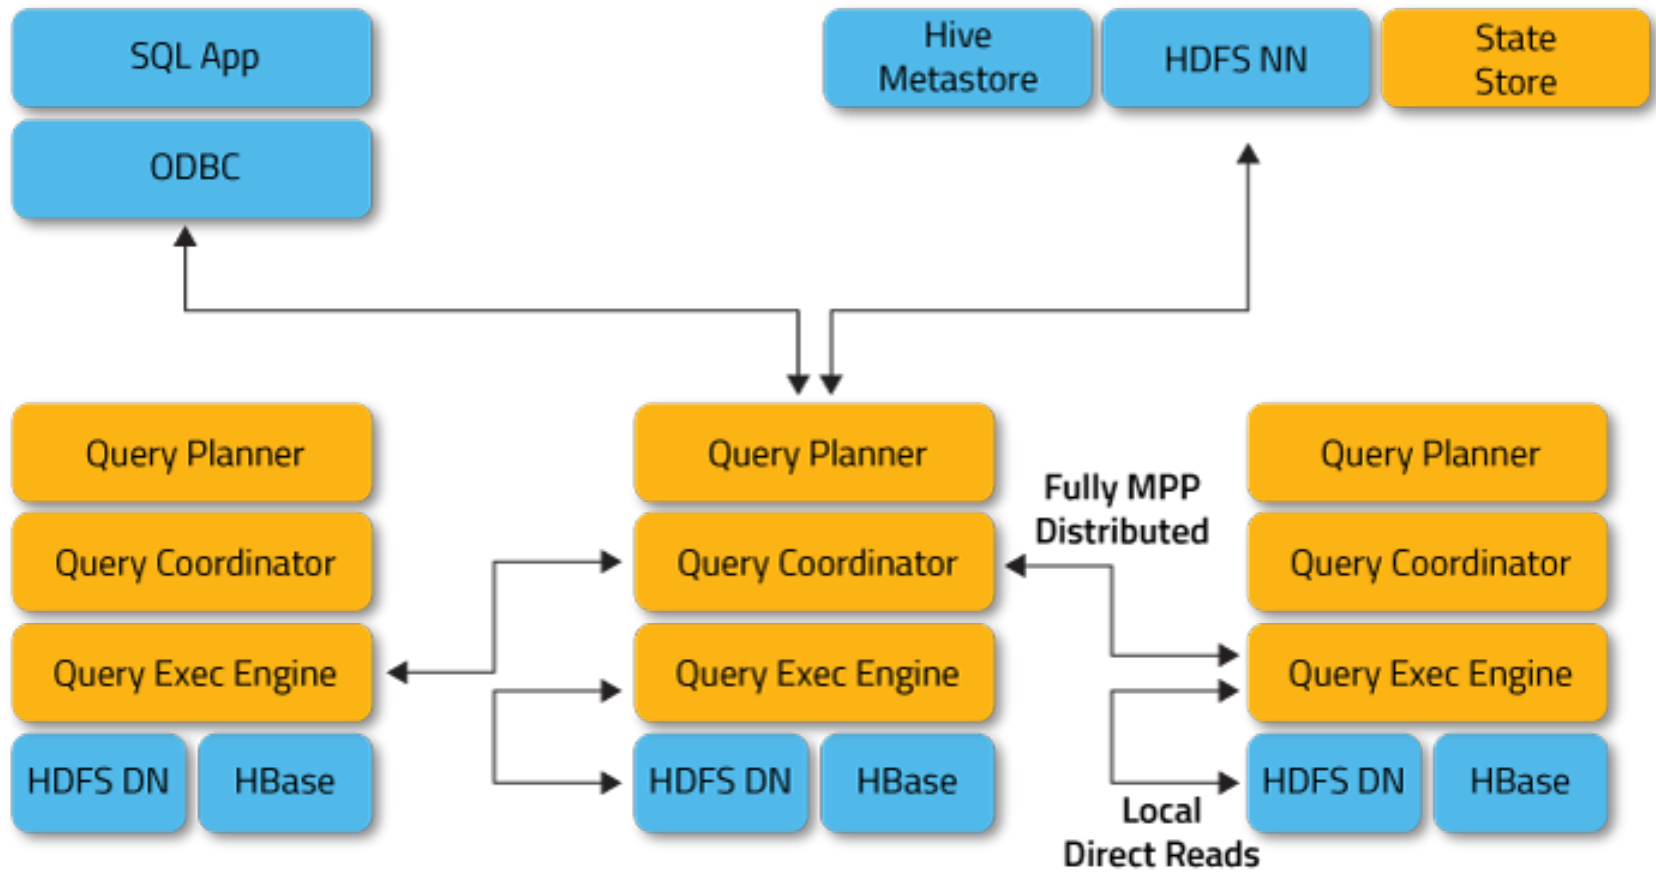 SQL App
ODBC
Hive
Metastore
HDFS NN
State
Store
Query Planner
Query Coordinator
Query Exec Engine
HDFS DN
HBase
Query Planner
Query Coordinator
Query Exec Engine
HDFS DN
HBase
Fully MPP
Distributed
Local
Direct Reads
Query Planner
Query Coordinator
Query Exec Engine
HDFS DN
HBase